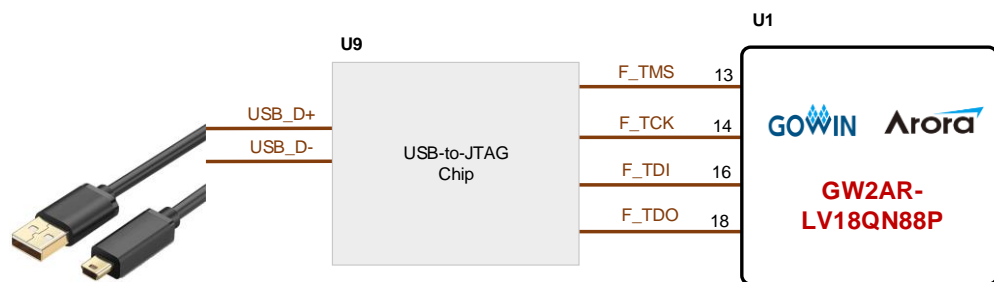 U1
U9
F_TMS 13
USB_D+
F_TCK 14
GOWIN Arora
USB_D-
USB-to-JTAG
Chip
F_TDI 16
GW2AR-
LV18QN88P
F_TDO 18